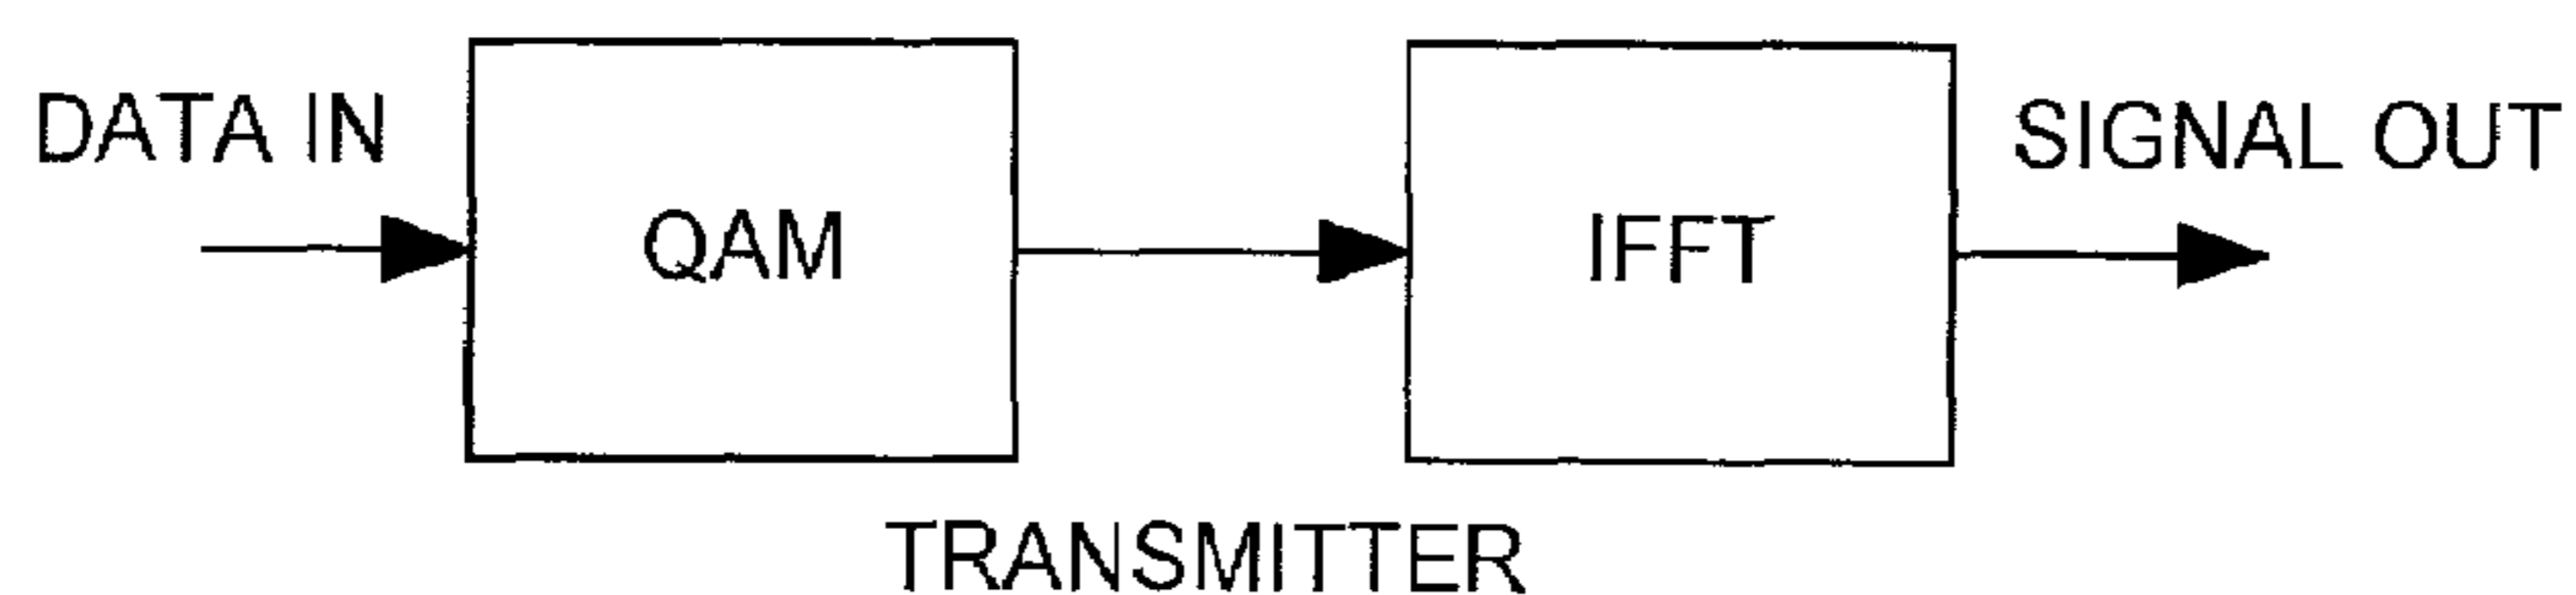 DATA IN
QAM
IFFT
SIGNAL OUT
TRANSMITTER